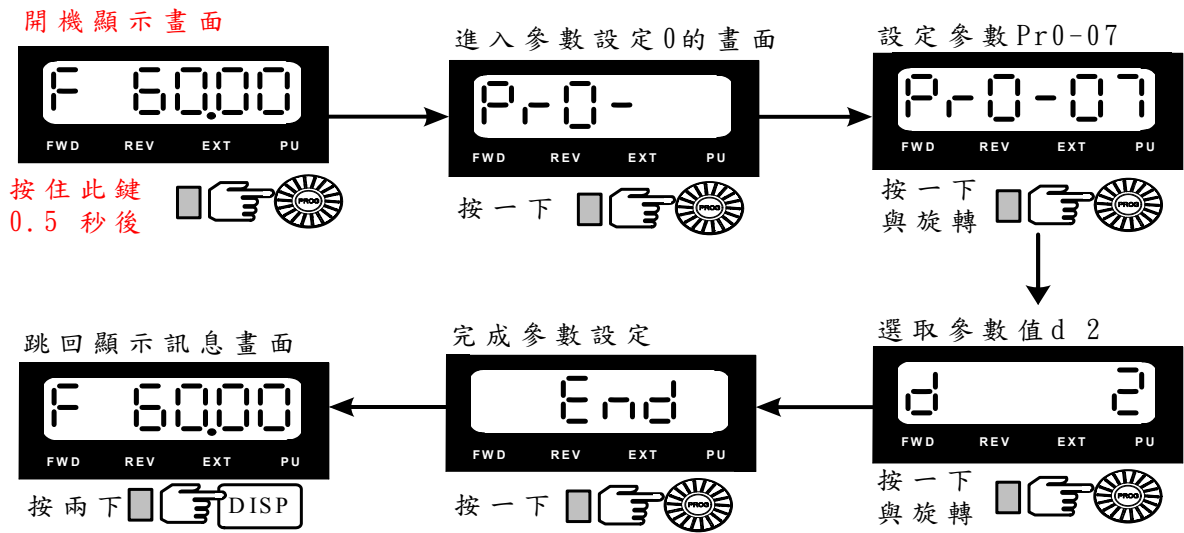 開機顯示畫面
F 60.00
FWD REV EXT PU
按住此鍵
0.5 秒後
PROG
進入參數設定0的畫面
Pr0-
FWD REV EXT PU
按一下
PROG
設定參數Pr0-07
Pr0-07
FWD REV EXT PU
按一下
與旋轉
PROG
選取參數值d 2
d 2
FWD REV EXT PU
按一下
與旋轉
PROG
完成參數設定
End
FWD REV EXT PU
按一下
PROG
跳回顯示訊息畫面
F 60.00
FWD REV EXT PU
按兩下
DISP